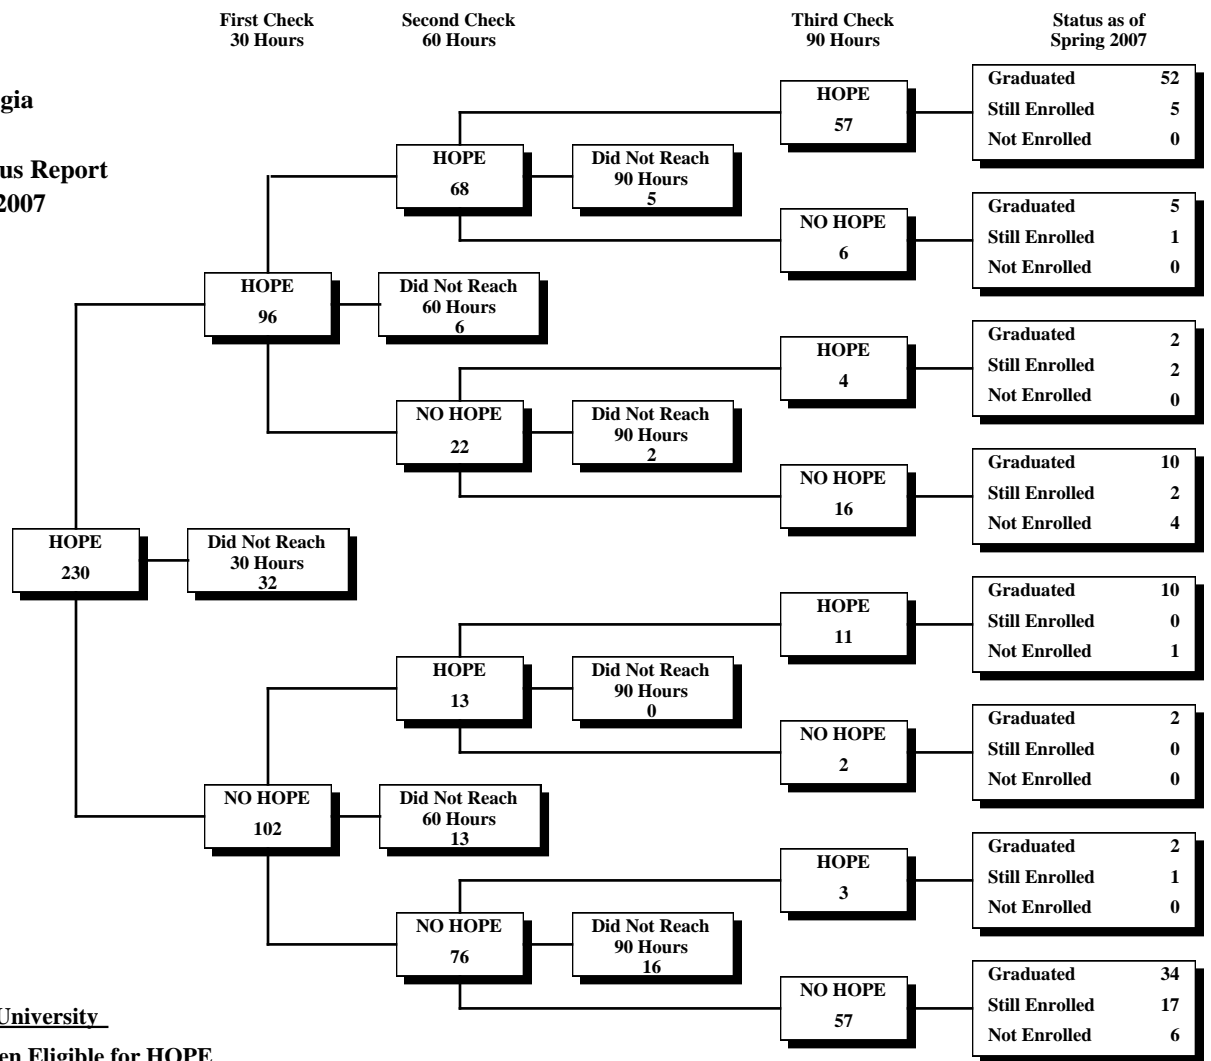 First Check
30 Hours
Second Check
60 Hours
Third Check
90 Hours
Status as of
Spring 2007
gia
us Report
2007
HOPE
57
Graduated 52
Still Enrolled 5
Not Enrolled 0
HOPE
68
Did Not Reach
90 Hours
5
NO HOPE
6
Graduated 5
Still Enrolled 1
Not Enrolled 0
HOPE
96
Did Not Reach
60 Hours
6
HOPE
4
Graduated 2
Still Enrolled 2
Not Enrolled 0
NO HOPE
22
Did Not Reach
90 Hours
2
NO HOPE
16
Graduated 10
Still Enrolled 2
Not Enrolled 4
HOPE
230
Did Not Reach
30 Hours
32
HOPE
11
Graduated 10
Still Enrolled 0
Not Enrolled 1
HOPE
13
Did Not Reach
90 Hours
0
NO HOPE
2
Graduated 2
Still Enrolled 0
Not Enrolled 0
NO HOPE
102
Did Not Reach
60 Hours
13
HOPE
3
Graduated 2
Still Enrolled 1
Not Enrolled 0
NO HOPE
76
Did Not Reach
90 Hours
16
NO HOPE
57
Graduated 34
Still Enrolled 17
Not Enrolled 6
University
en Eligible for HOPE